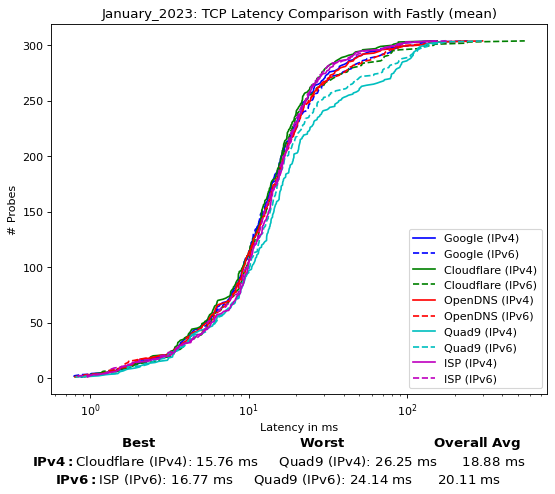 January_2023: TCP Latency Comparison with Fastly (mean)
# Probes
300
250
200
150
100
50
0
Google (IPv4)
Google (IPv6)
Cloudflare (IPv4)
Cloudflare (IPv6)
OpenDNS (IPv4)
OpenDNS (IPv6)
Quad9 (IPv4)
Quad9 (IPv6)
ISP (IPv4)
ISP (IPv6)
10⁰ 10¹ 10²
Latency in ms
Best Worst Overall Avg
IPv4: Cloudflare (IPv4): 15.76 ms Quad9 (IPv4): 26.25 ms 18.88 ms
IPv6: ISP (IPv6): 16.77 ms Quad9 (IPv6): 24.14 ms 20.11 ms